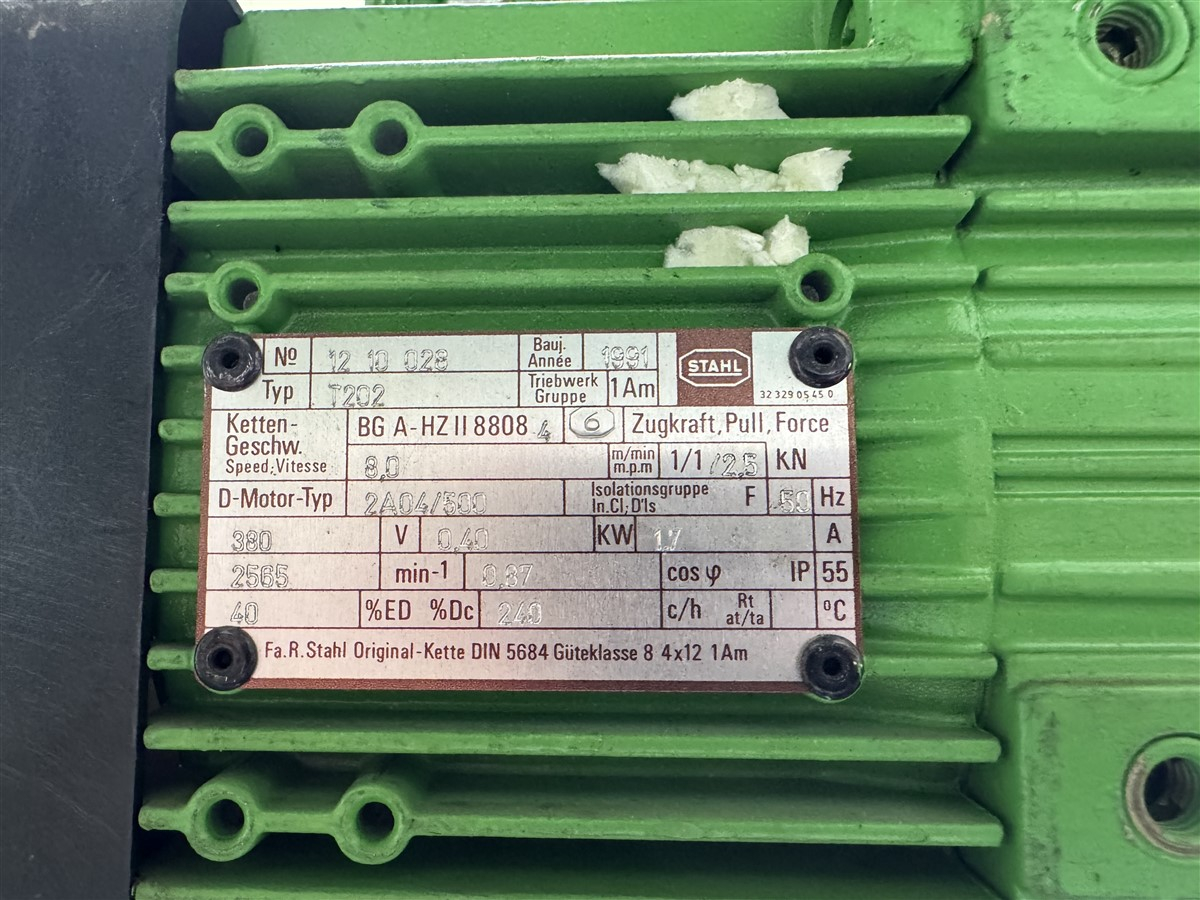 Nº 12 10 028 Bauj. Année 1991 STAHL
Typ T202 Triebwerk Gruppe 1Am 32 329 05 45 0
Ketten-Geschw. Speed;Vitesse BG A-HZ II 8808 4 6 Zugkraft,Pull,Force
8,0 m/min m.p.m 1/1 /2,5 KN
D-Motor-Typ 2A04/500 Isolationsgruppe In.Cl;D'ls F 50 Hz
380 V 0,40 KW 1,7 A
2565 min-1 0,87 cos φ IP 55
40 %ED %Dc 240 c/h Rt at/ta °C
Fa.R.Stahl Original-Kette DIN 5684 Güteklasse 8 4x12 1Am